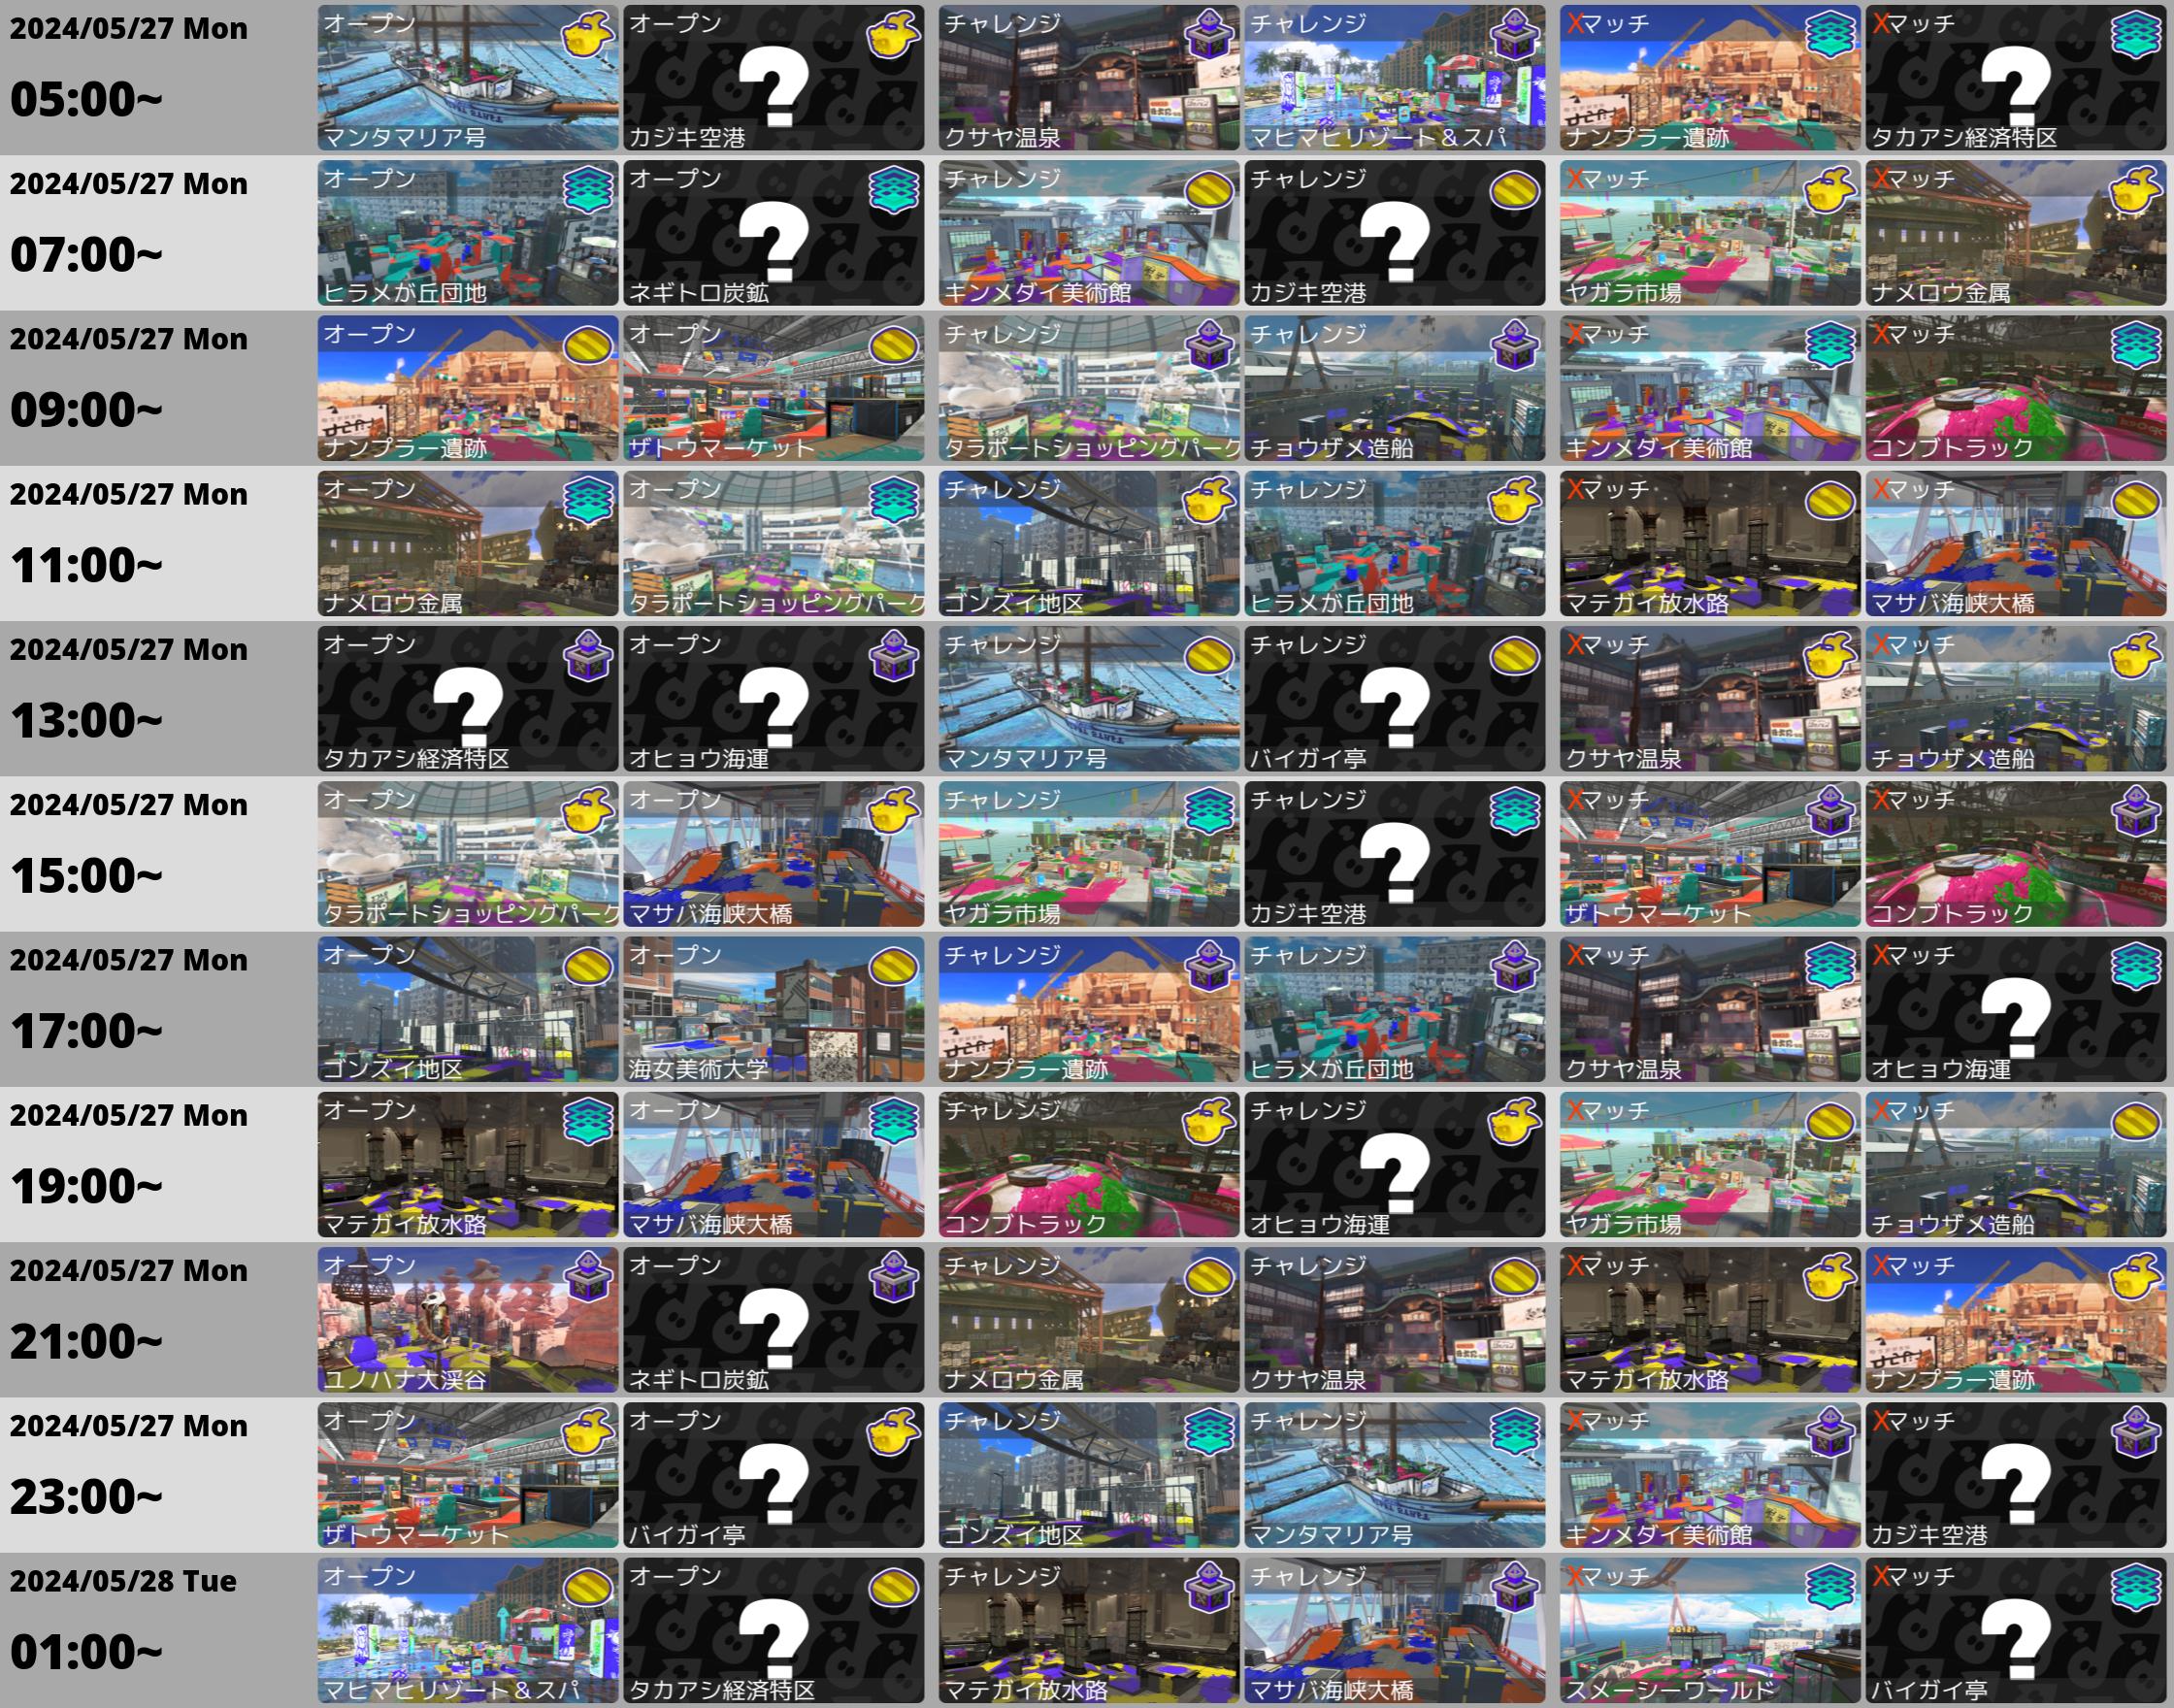 2024/05/27 Mon
05:00~
オープン
マンタマリア号
オープン
カジキ空港
チャレンジ
クサヤ温泉
チャレンジ
マヒマヒリゾート＆スパ
Xマッチ
ナンプラー遺跡
Xマッチ
タカアシ経済特区
2024/05/27 Mon
07:00~
オープン
ヒラメが丘団地
オープン
ネギトロ炭鉱
チャレンジ
キンメダイ美術館
チャレンジ
カジキ空港
Xマッチ
ヤガラ市場
Xマッチ
ナメロウ金属
2024/05/27 Mon
09:00~
オープン
ナンプラー遺跡
オープン
ザトウマーケット
チャレンジ
タラポートショッピングパーク
チャレンジ
チョウザメ造船
Xマッチ
キンメダイ美術館
Xマッチ
コンブトラック
2024/05/27 Mon
11:00~
オープン
ナメロウ金属
オープン
タラポートショッピングパーク
チャレンジ
ゴンズイ地区
チャレンジ
ヒラメが丘団地
Xマッチ
マテガイ放水路
Xマッチ
マサバ海峡大橋
2024/05/27 Mon
13:00~
オープン
タカアシ経済特区
オープン
オヒョウ海運
チャレンジ
マンタマリア号
チャレンジ
バイガイ亭
Xマッチ
クサヤ温泉
Xマッチ
チョウザメ造船
2024/05/27 Mon
15:00~
オープン
タラポートショッピングパーク
オープン
マサバ海峡大橋
チャレンジ
ヤガラ市場
チャレンジ
カジキ空港
Xマッチ
ザトウマーケット
Xマッチ
コンブトラック
2024/05/27 Mon
17:00~
オープン
ゴンズイ地区
オープン
海女美術大学
チャレンジ
ナンプラー遺跡
チャレンジ
ヒラメが丘団地
Xマッチ
クサヤ温泉
Xマッチ
オヒョウ海運
2024/05/27 Mon
19:00~
オープン
マテガイ放水路
オープン
マサバ海峡大橋
チャレンジ
コンブトラック
チャレンジ
オヒョウ海運
Xマッチ
ヤガラ市場
Xマッチ
チョウザメ造船
2024/05/27 Mon
21:00~
オープン
ユノハナ大渓谷
オープン
ネギトロ炭鉱
チャレンジ
ナメロウ金属
チャレンジ
クサヤ温泉
Xマッチ
マテガイ放水路
Xマッチ
ナンプラー遺跡
2024/05/27 Mon
23:00~
オープン
ザトウマーケット
オープン
バイガイ亭
チャレンジ
ゴンズイ地区
チャレンジ
マンタマリア号
Xマッチ
キンメダイ美術館
Xマッチ
カジキ空港
2024/05/28 Tue
01:00~
オープン
マヒマヒリゾート＆スパ
オープン
タカアシ経済特区
チャレンジ
マテガイ放水路
チャレンジ
マサバ海峡大橋
Xマッチ
スメーシーワールド
Xマッチ
バイガイ亭